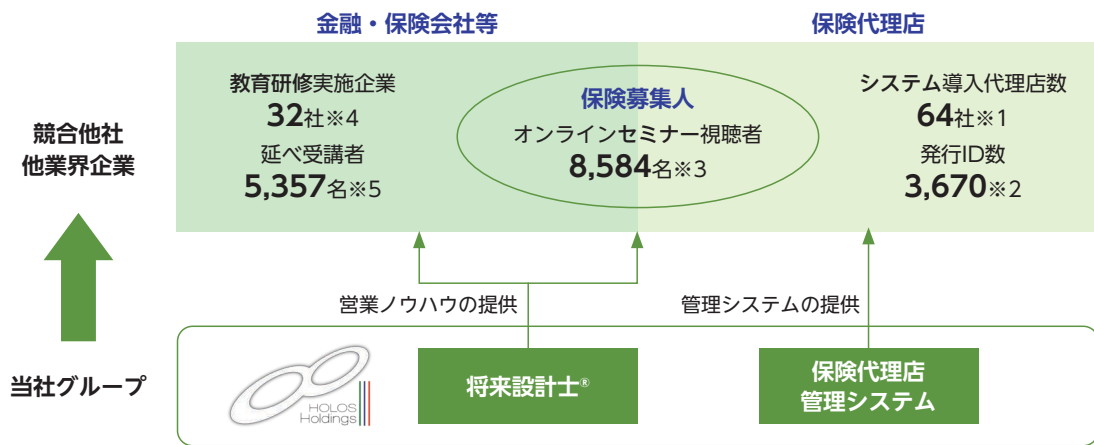 金融・保険会社等
保険代理店
競合他社
他業界企業
教育研修実施企業
32社※4
延べ受講者
5,357名※5
保険募集人
オンラインセミナー視聴者
8,584名※3
システム導入代理店数
64社※1
発行ID数
3,670※2
営業ノウハウの提供
管理システムの提供
当社グループ
HOLOS
Holdings
将来設計士®
保険代理店
管理システム